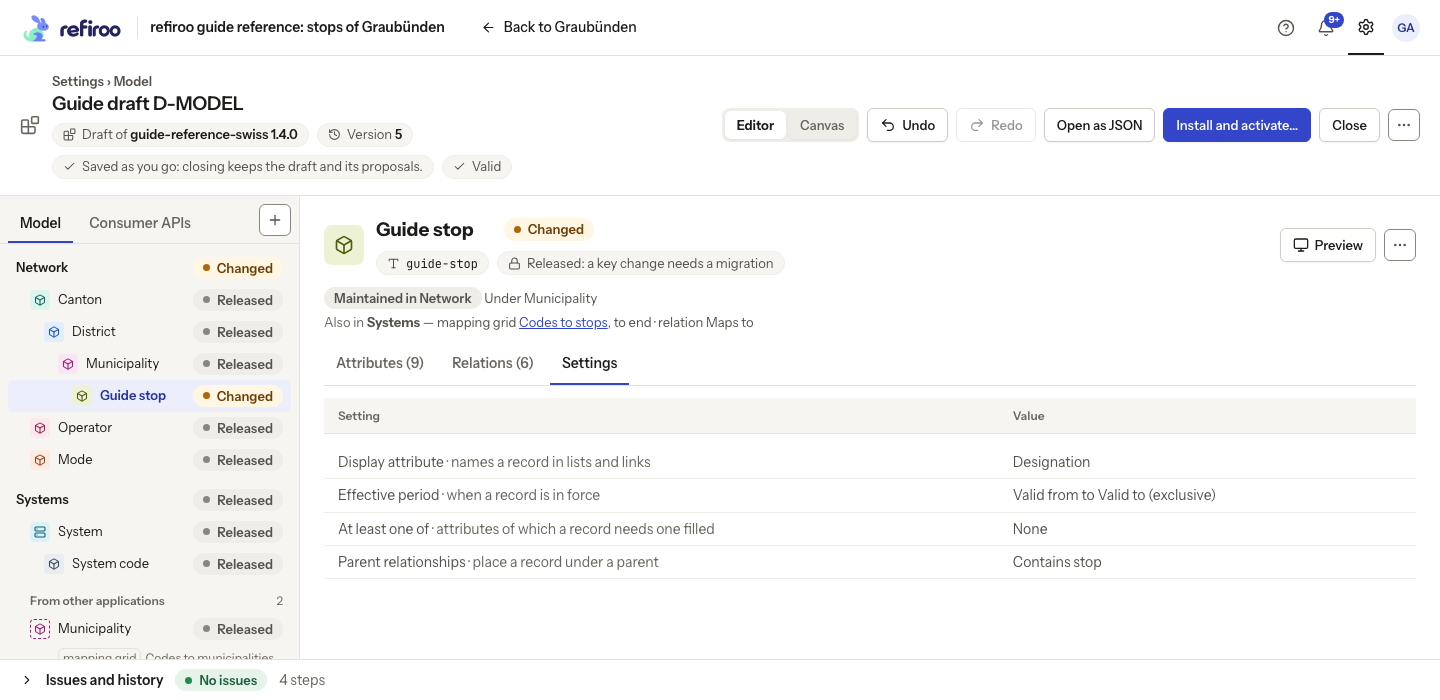 refiroo
refiroo guide reference: stops of Graubünden
Back to Graubünden
9+
GA
Settings › Model
Guide draft D-MODEL
Draft of guide-reference-swiss 1.4.0
Version 5
Saved as you go: closing keeps the draft and its proposals.
Valid
Editor
Canvas
Undo
Redo
Open as JSON
Install and activate...
Close
Model
Consumer APIs
Network
Changed
Canton
Released
District
Released
Municipality
Released
Guide stop
Changed
Operator
Released
Mode
Released
Systems
Released
System
Released
System code
Released
From other applications
2
Municipality
Released
mapping grid Codes to municipalities
Guide stop
Changed
guide-stop
Released: a key change needs a migration
Preview
Maintained in Network Under Municipality
Also in Systems — mapping grid Codes to stops, to end · relation Maps to
Attributes (9)
Relations (6)
Settings
Setting
Value
Display attribute · names a record in lists and links
Designation
Effective period · when a record is in force
Valid from to Valid to (exclusive)
At least one of · attributes of which a record needs one filled
None
Parent relationships · place a record under a parent
Contains stop
Issues and history
No issues
4 steps